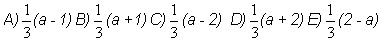 A) 1/3 (a - 1) B) 1/3 (a + 1) C) 1/3 (a - 2) D) 1/3 (a + 2) E) 1/3 (2 - a)